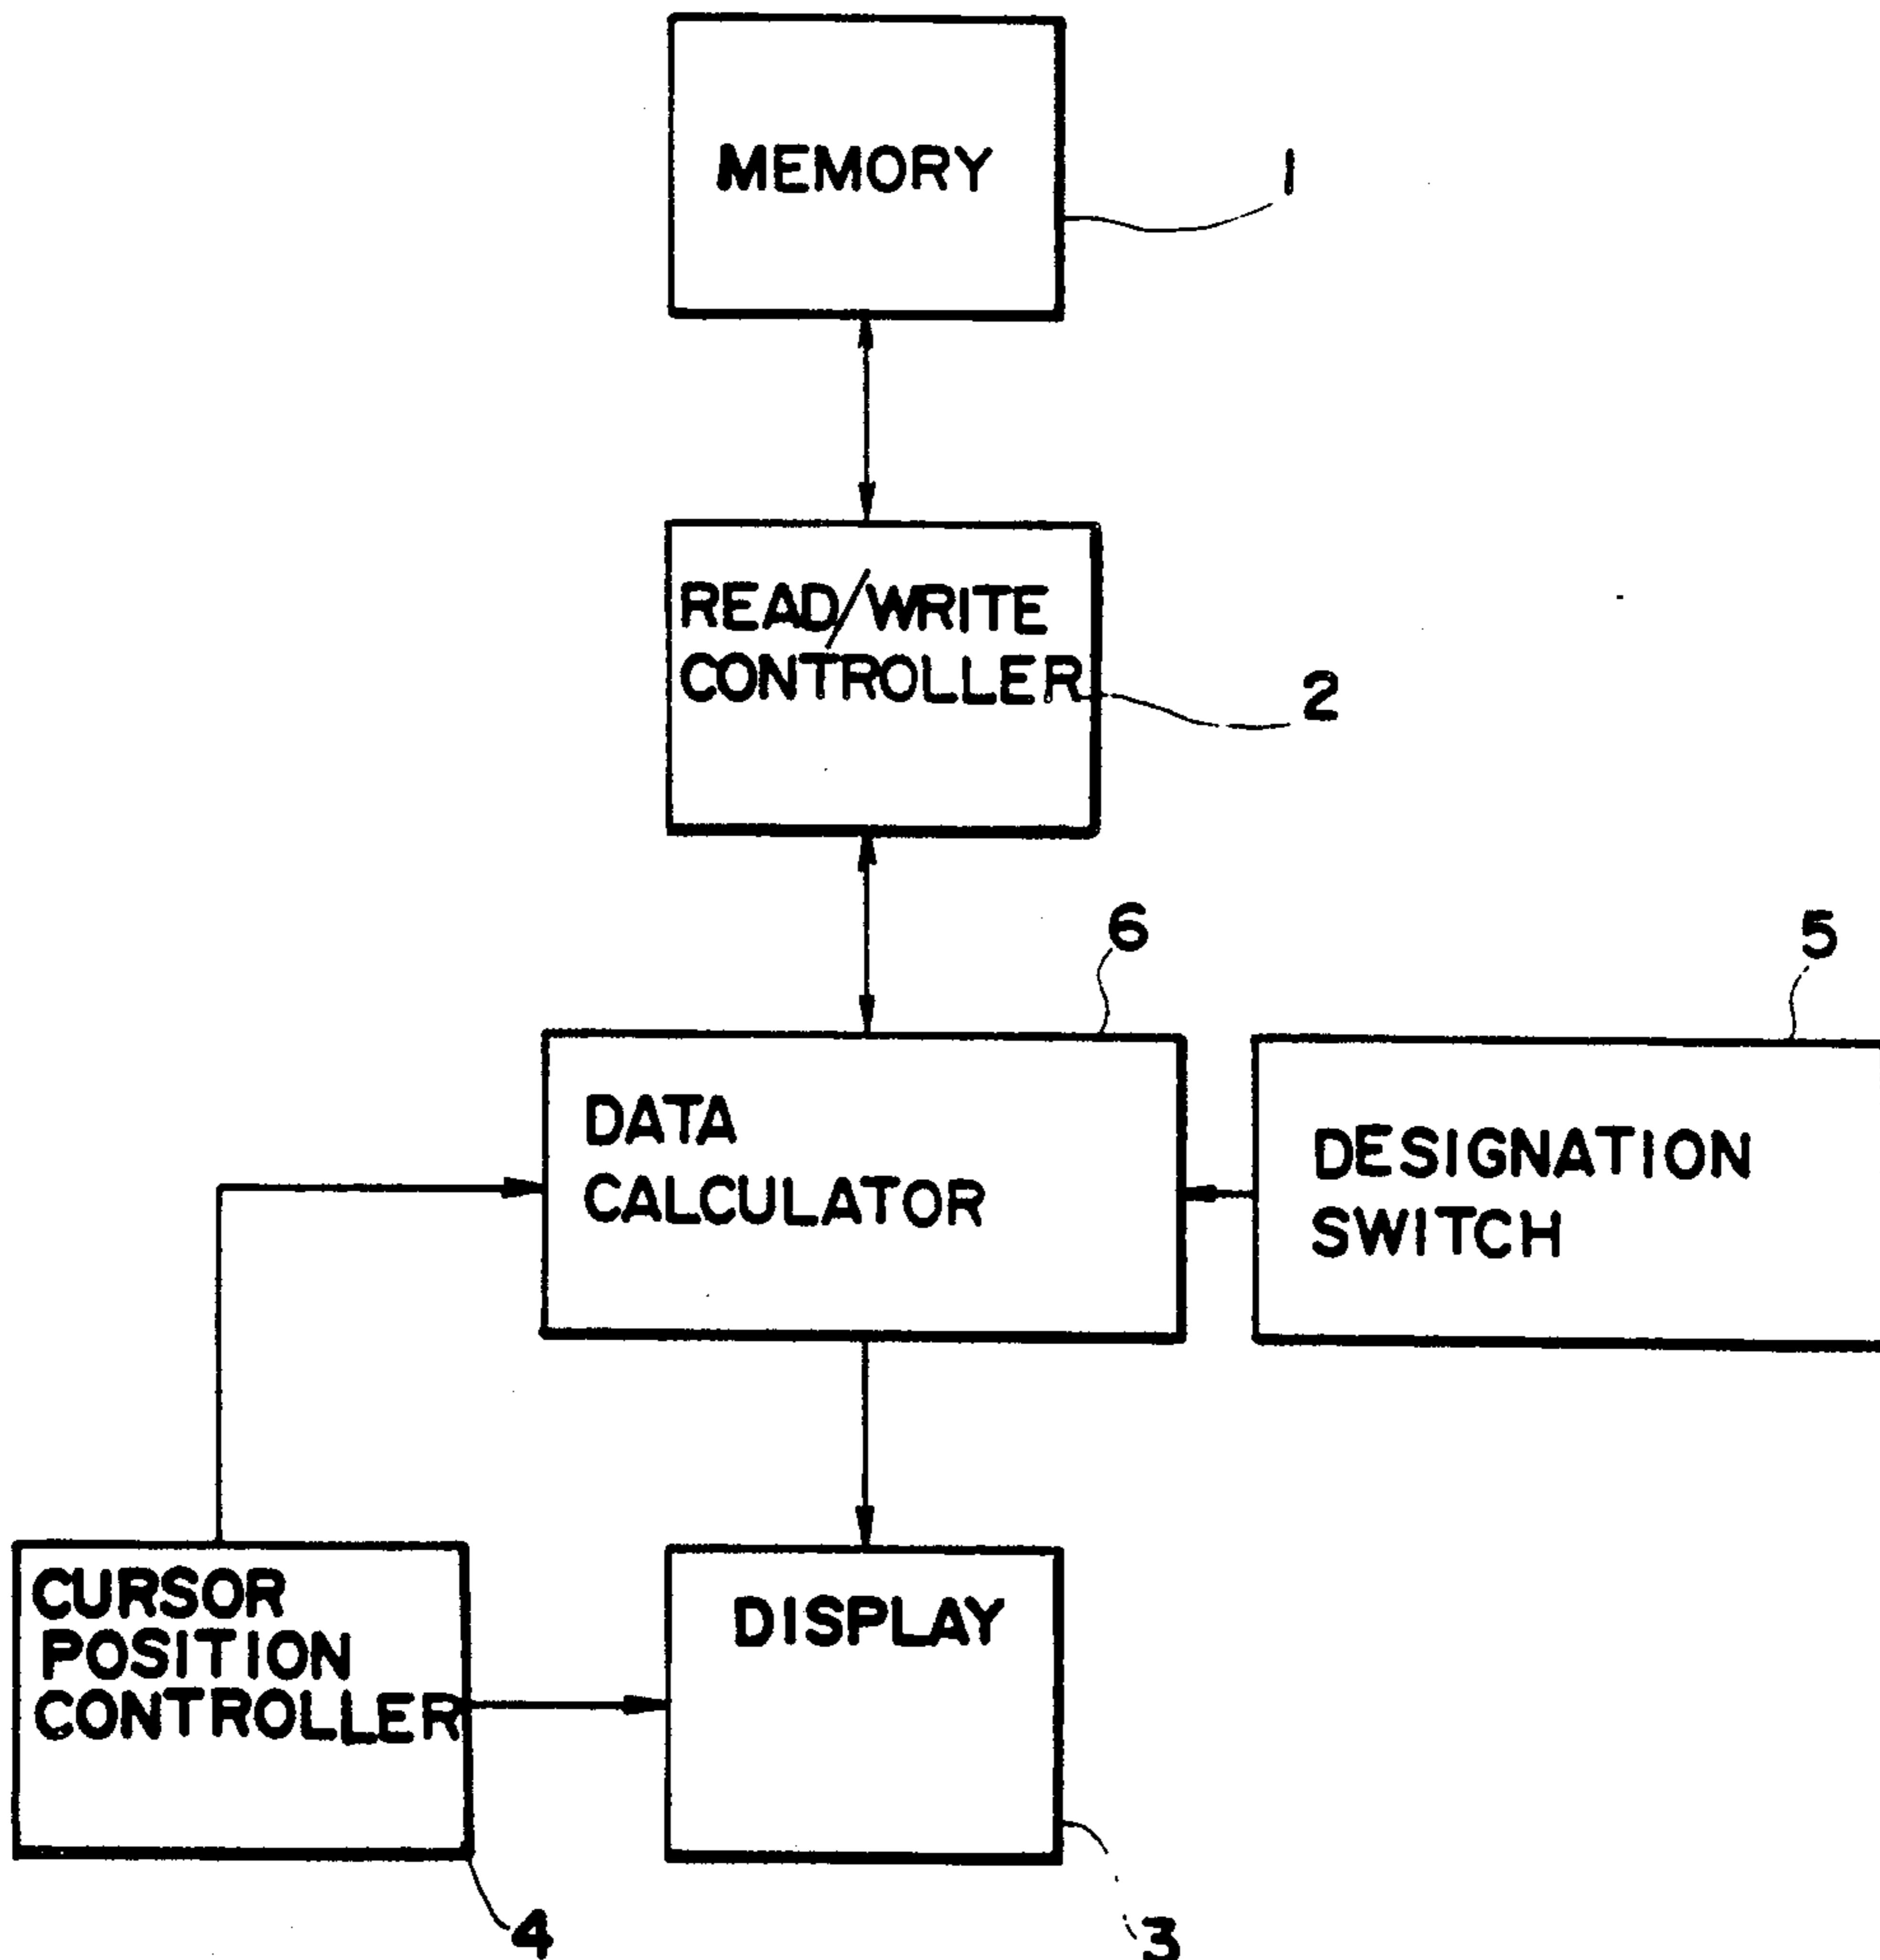 MEMORY
1
READ/WRITE
CONTROLLER
2
6
5
DATA
CALCULATOR
DESIGNATION
SWITCH
CURSOR
POSITION
CONTROLLER
DISPLAY
4
3